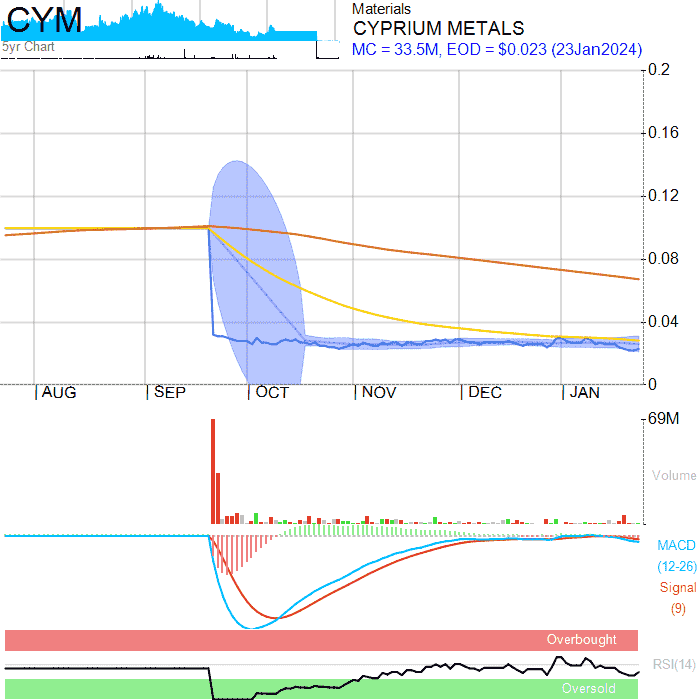 CYM
5yr Chart
Materials
CYPRIUM METALS
MC = 33.5M, EOD = $0.023 (23Jan2024)
0.2
0.16
0.12
0.08
0.04
0
AUG SEP OCT NOV DEC JAN
69M
Volume
MACD
(12-26)
Signal
(9)
Overbought
RSI(14)
Oversold